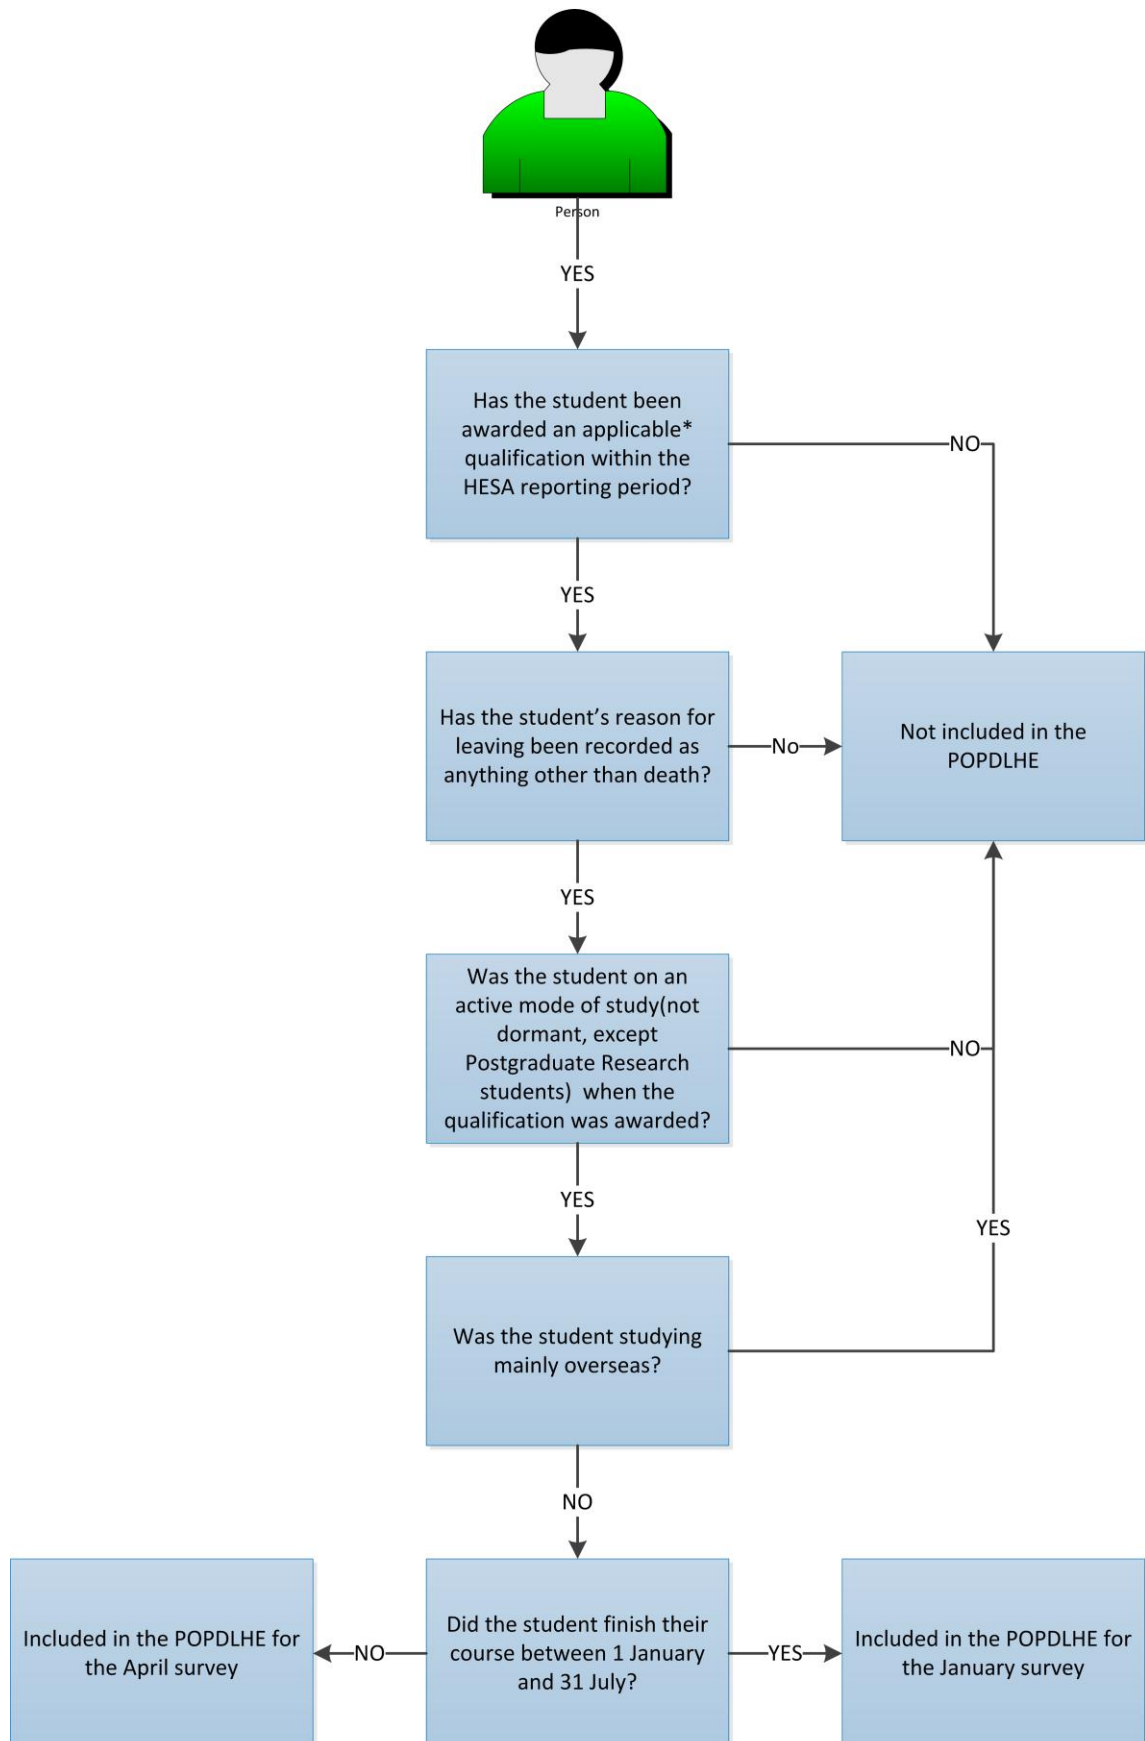 Person
YES
Has the student been
awarded an applicable*
qualification within the
HESA reporting period?
NO
YES
Has the student’s reason for
leaving been recorded as
anything other than death?
No
Not included in the
POPDLHE
YES
Was the student on an
active mode of study(not
dormant, except
Postgraduate Research
students)  when the
qualification was awarded?
NO
YES
YES
Was the student studying
mainly overseas?
NO
Included in the POPDLHE for
the April survey
NO
Did the student finish their
course between 1 January
and 31 July?
YES
Included in the POPDLHE for
the January survey